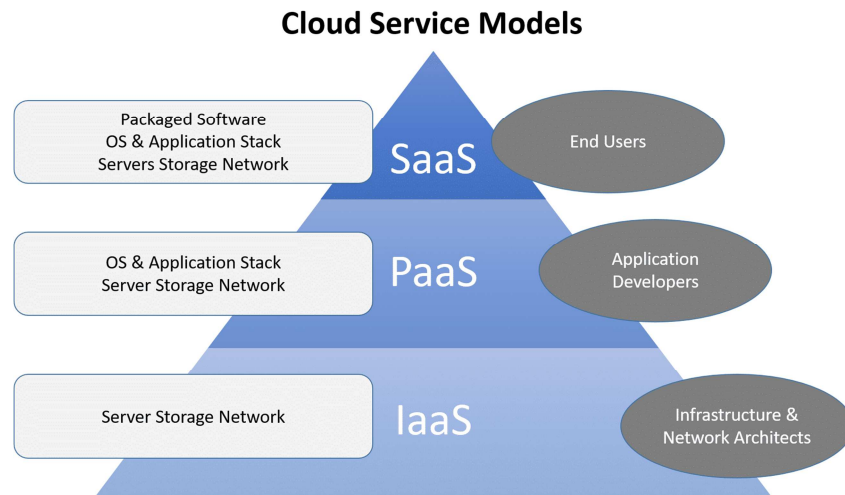 Cloud Service Models
Packaged Software
OS & Application Stack
Servers Storage Network
SaaS
End Users
OS & Application Stack
Server Storage Network
PaaS
Application
Developers
Server Storage Network
IaaS
Infrastructure &
Network Architects